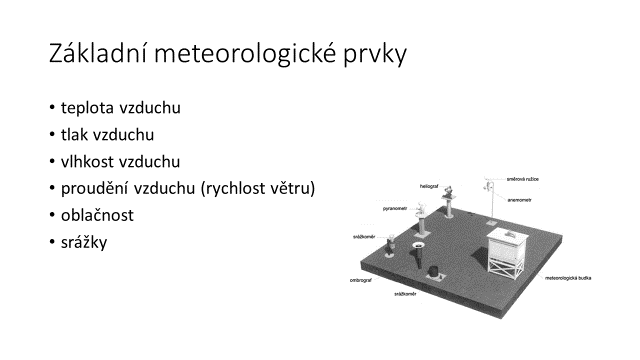 Základní meteorologické prvky
• teplota vzduchu
• tlak vzduchu
• vlhkost vzduchu
• proudění vzduchu (rychlost větru)
• oblačnost
• srážky
směrová růžice
heliograf
anemometr
pyranometr
srážkoměr
meteorologická budka
ombrograf
srážkoměr